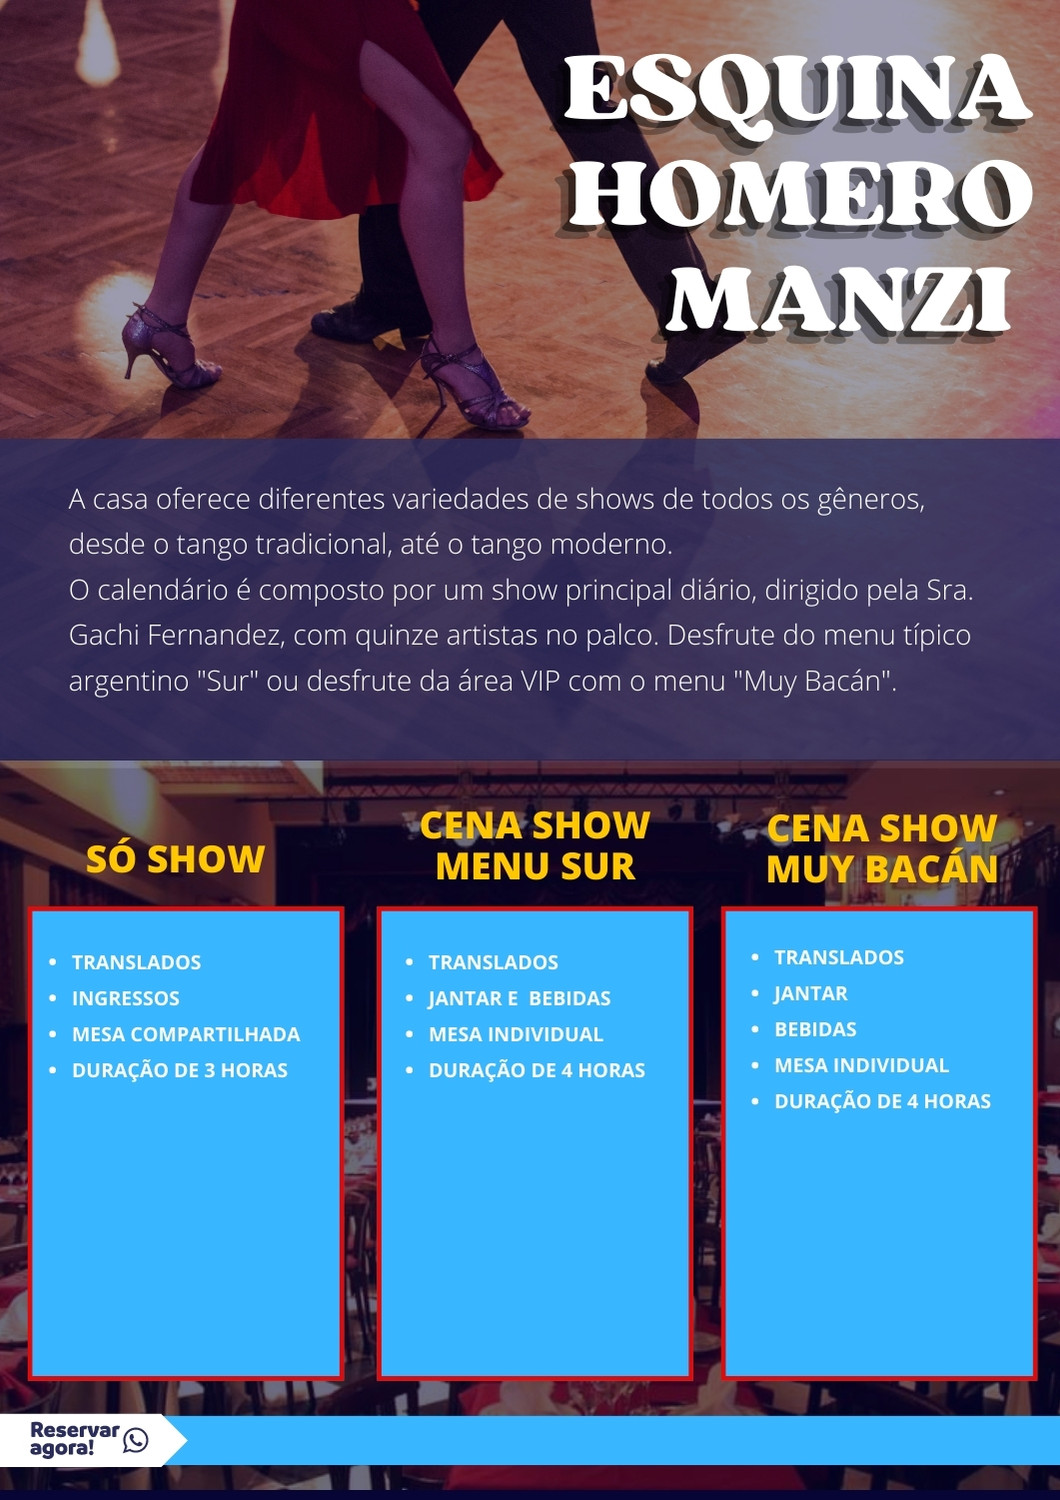 ESQUINA
HOMERO
MANZI
A casa oferece diferentes variedades de shows de todos os gêneros,
desde o tango tradicional, até o tango moderno.
O calendário é composto por um show principal diário, dirigido pela Sra.
Gachi Fernandez, com quinze artistas no palco. Desfrute do menu típico
argentino "Sur" ou desfrute da área VIP com o menu "Muy Bacán".
SÓ SHOW
• TRANSLADOS
• INGRESSOS
• MESA COMPARTILHADA
• DURAÇÃO DE 3 HORAS
CENA SHOW
MENU SUR
• TRANSLADOS
• JANTAR E BEBIDAS
• MESA INDIVIDUAL
• DURAÇÃO DE 4 HORAS
CENA SHOW
MUY BACÁN
• TRANSLADOS
• JANTAR
• BEBIDAS
• MESA INDIVIDUAL
• DURAÇÃO DE 4 HORAS
Reservar
agora!